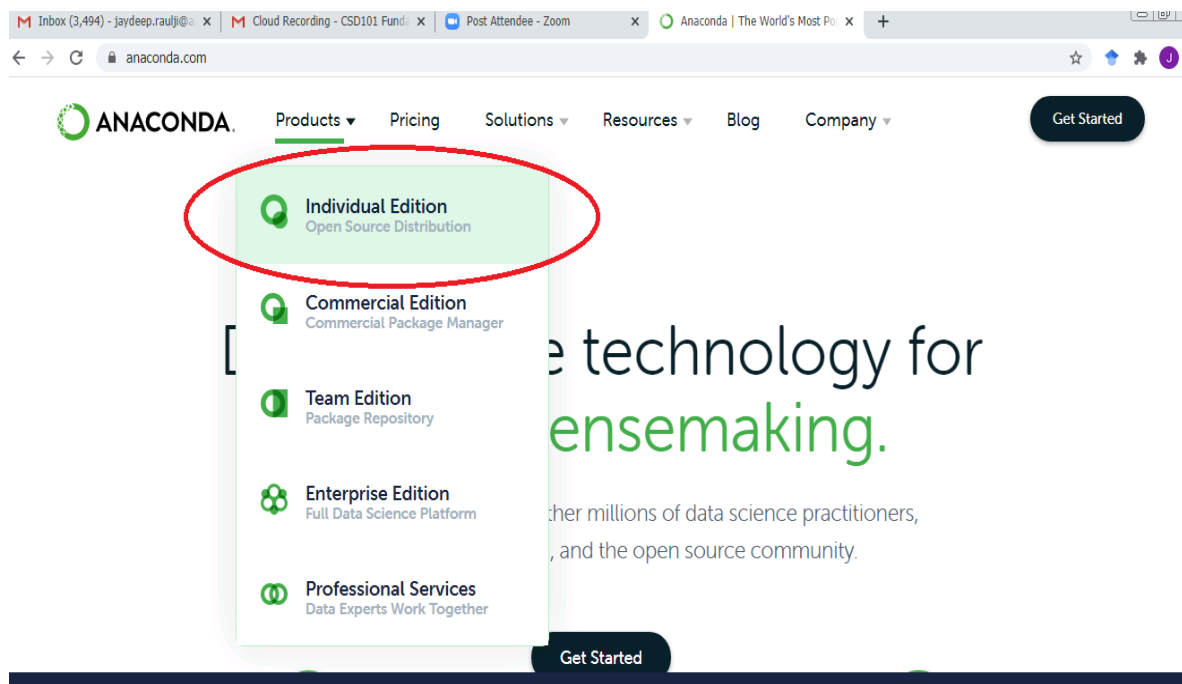 Inbox (3,494) - jaydeep.raulji@a
Cloud Recording - CSD101 Funda
Post Attendee - Zoom
Anaconda | The World's Most Po
anaconda.com
J
ANACONDA.
Products
Pricing
Solutions
Resources
Blog
Company
Get Started
Individual Edition
Open Source Distribution
Commercial Edition
Commercial Package Manager
Team Edition
Package Repository
Enterprise Edition
Full Data Science Platform
Professional Services
Data Experts Work Together
technology for
ensemaking.
ther millions of data science practitioners,
, and the open source community.
Get Started